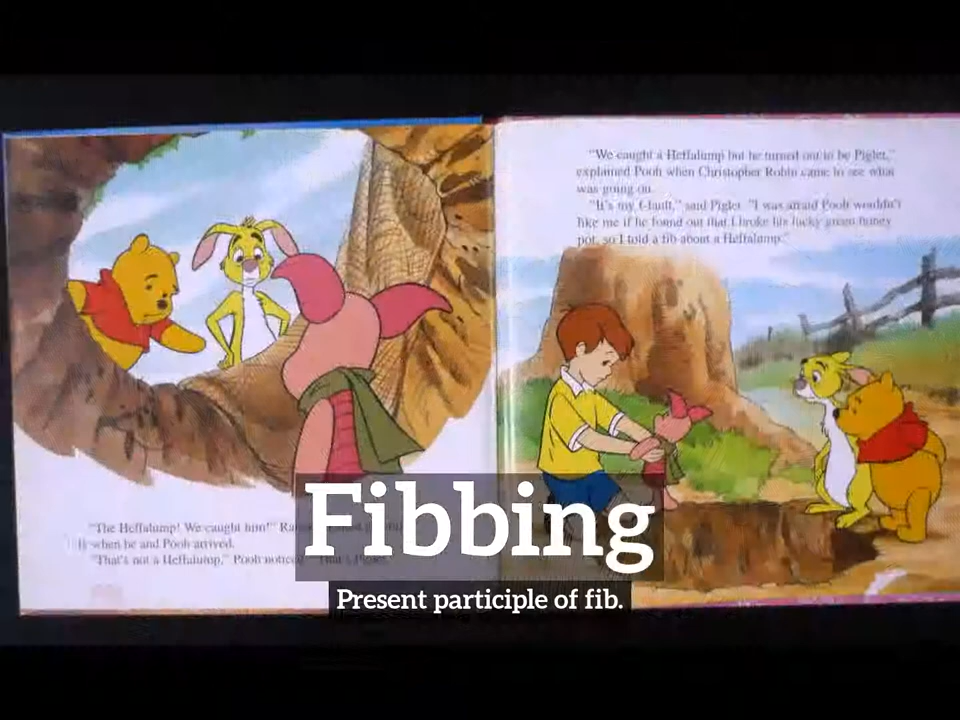 "The Heffalump! We caught him!"
when he and Pooh arrived.
"That's not a Heffalump," Pooh noticed. "That's Piglet."
"We caught a Heffalump but he turned out to be Piglet,"
explained Pooh when Christopher Robin came to see what
was going on.
"It's my f-fault," said Piglet. "I was afraid Pooh wouldn't
like me if he found out that I broke his lucky green honey
pot, so I told a fib about a Heffalump."
Fibbing
Present participle of fib.